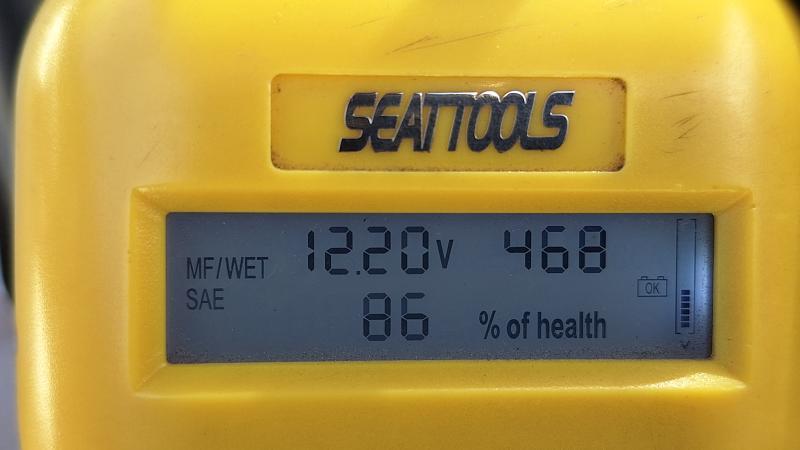 SEATTOOLS
MF/WET 12.20V 468
SAE 86 % of health
OK